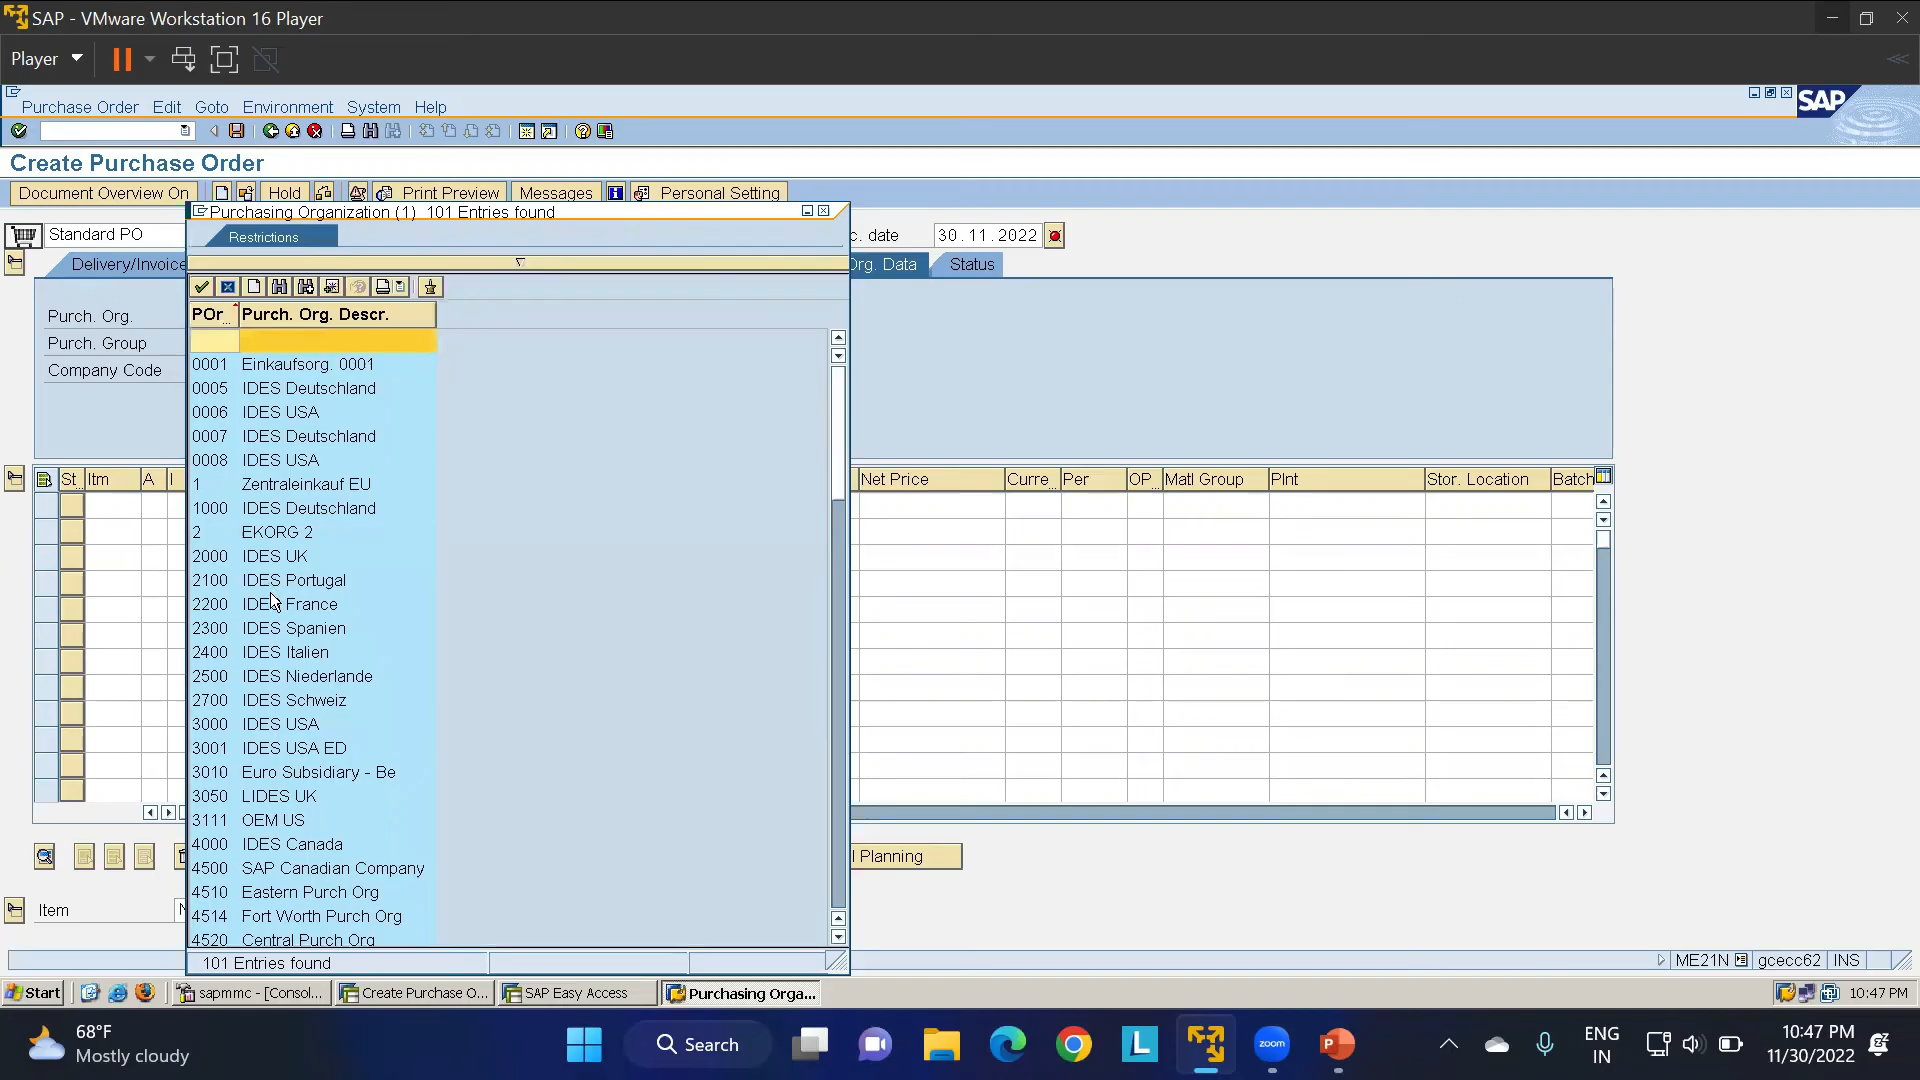 SAP - VMware Workstation 16 Player
Player
Purchase Order Edit Goto Environment System Help
SAP
Create Purchase Order
Document Overview On Hold Print Preview Messages Personal Setting
Purchasing Organization (1) 101 Entries found
Restrictions
Standard PO
c. date 30.11.2022
Delivery/Invoice
Org. Data Status
Purch. Org.
Purch. Group
Company Code
POr... Purch. Org. Descr.
0001 Einkaufsorg. 0001
0005 IDES Deutschland
0006 IDES USA
0007 IDES Deutschland
0008 IDES USA
1 Zentraleinkauf EU
1000 IDES Deutschland
2 EKORG 2
2000 IDES UK
2100 IDES Portugal
2200 IDES France
2300 IDES Spanien
2400 IDES Italien
2500 IDES Niederlande
2700 IDES Schweiz
3000 IDES USA
3001 IDES USA ED
3010 Euro Subsidiary - Be
3050 LIDES UK
3111 OEM US
4000 IDES Canada
4500 SAP Canadian Company
4510 Eastern Purch Org
4514 Fort Worth Purch Org
4520 Central Purch Org
101 Entries found
St... Itm A I Net Price Curre... Per OP... Matl Group Plnt Stor. Location Batch
l Planning
Item N
ME21N gcecc62 INS
Start sapmmc - [Consol... Create Purchase O... SAP Easy Access Purchasing Orga... 10:47 PM
68°F
Mostly cloudy
Search
L
zoom
P
ENG
IN
10:47 PM
11/30/2022